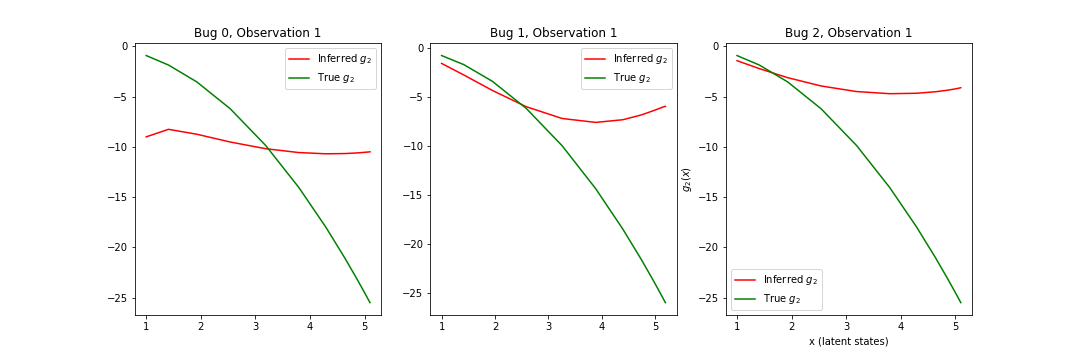 Bug 0, Observation 1
Inferred g₂
True g₂
0
−5
−10
−15
−20
−25
1 2 3 4 5
Bug 1, Observation 1
Inferred g₂
True g₂
0
−5
−10
−15
−20
−25
1 2 3 4 5
Bug 2, Observation 1
g₂(x)
0
−5
−10
−15
−20
−25
Inferred g₂
True g₂
1 2 3 4 5
x (latent states)